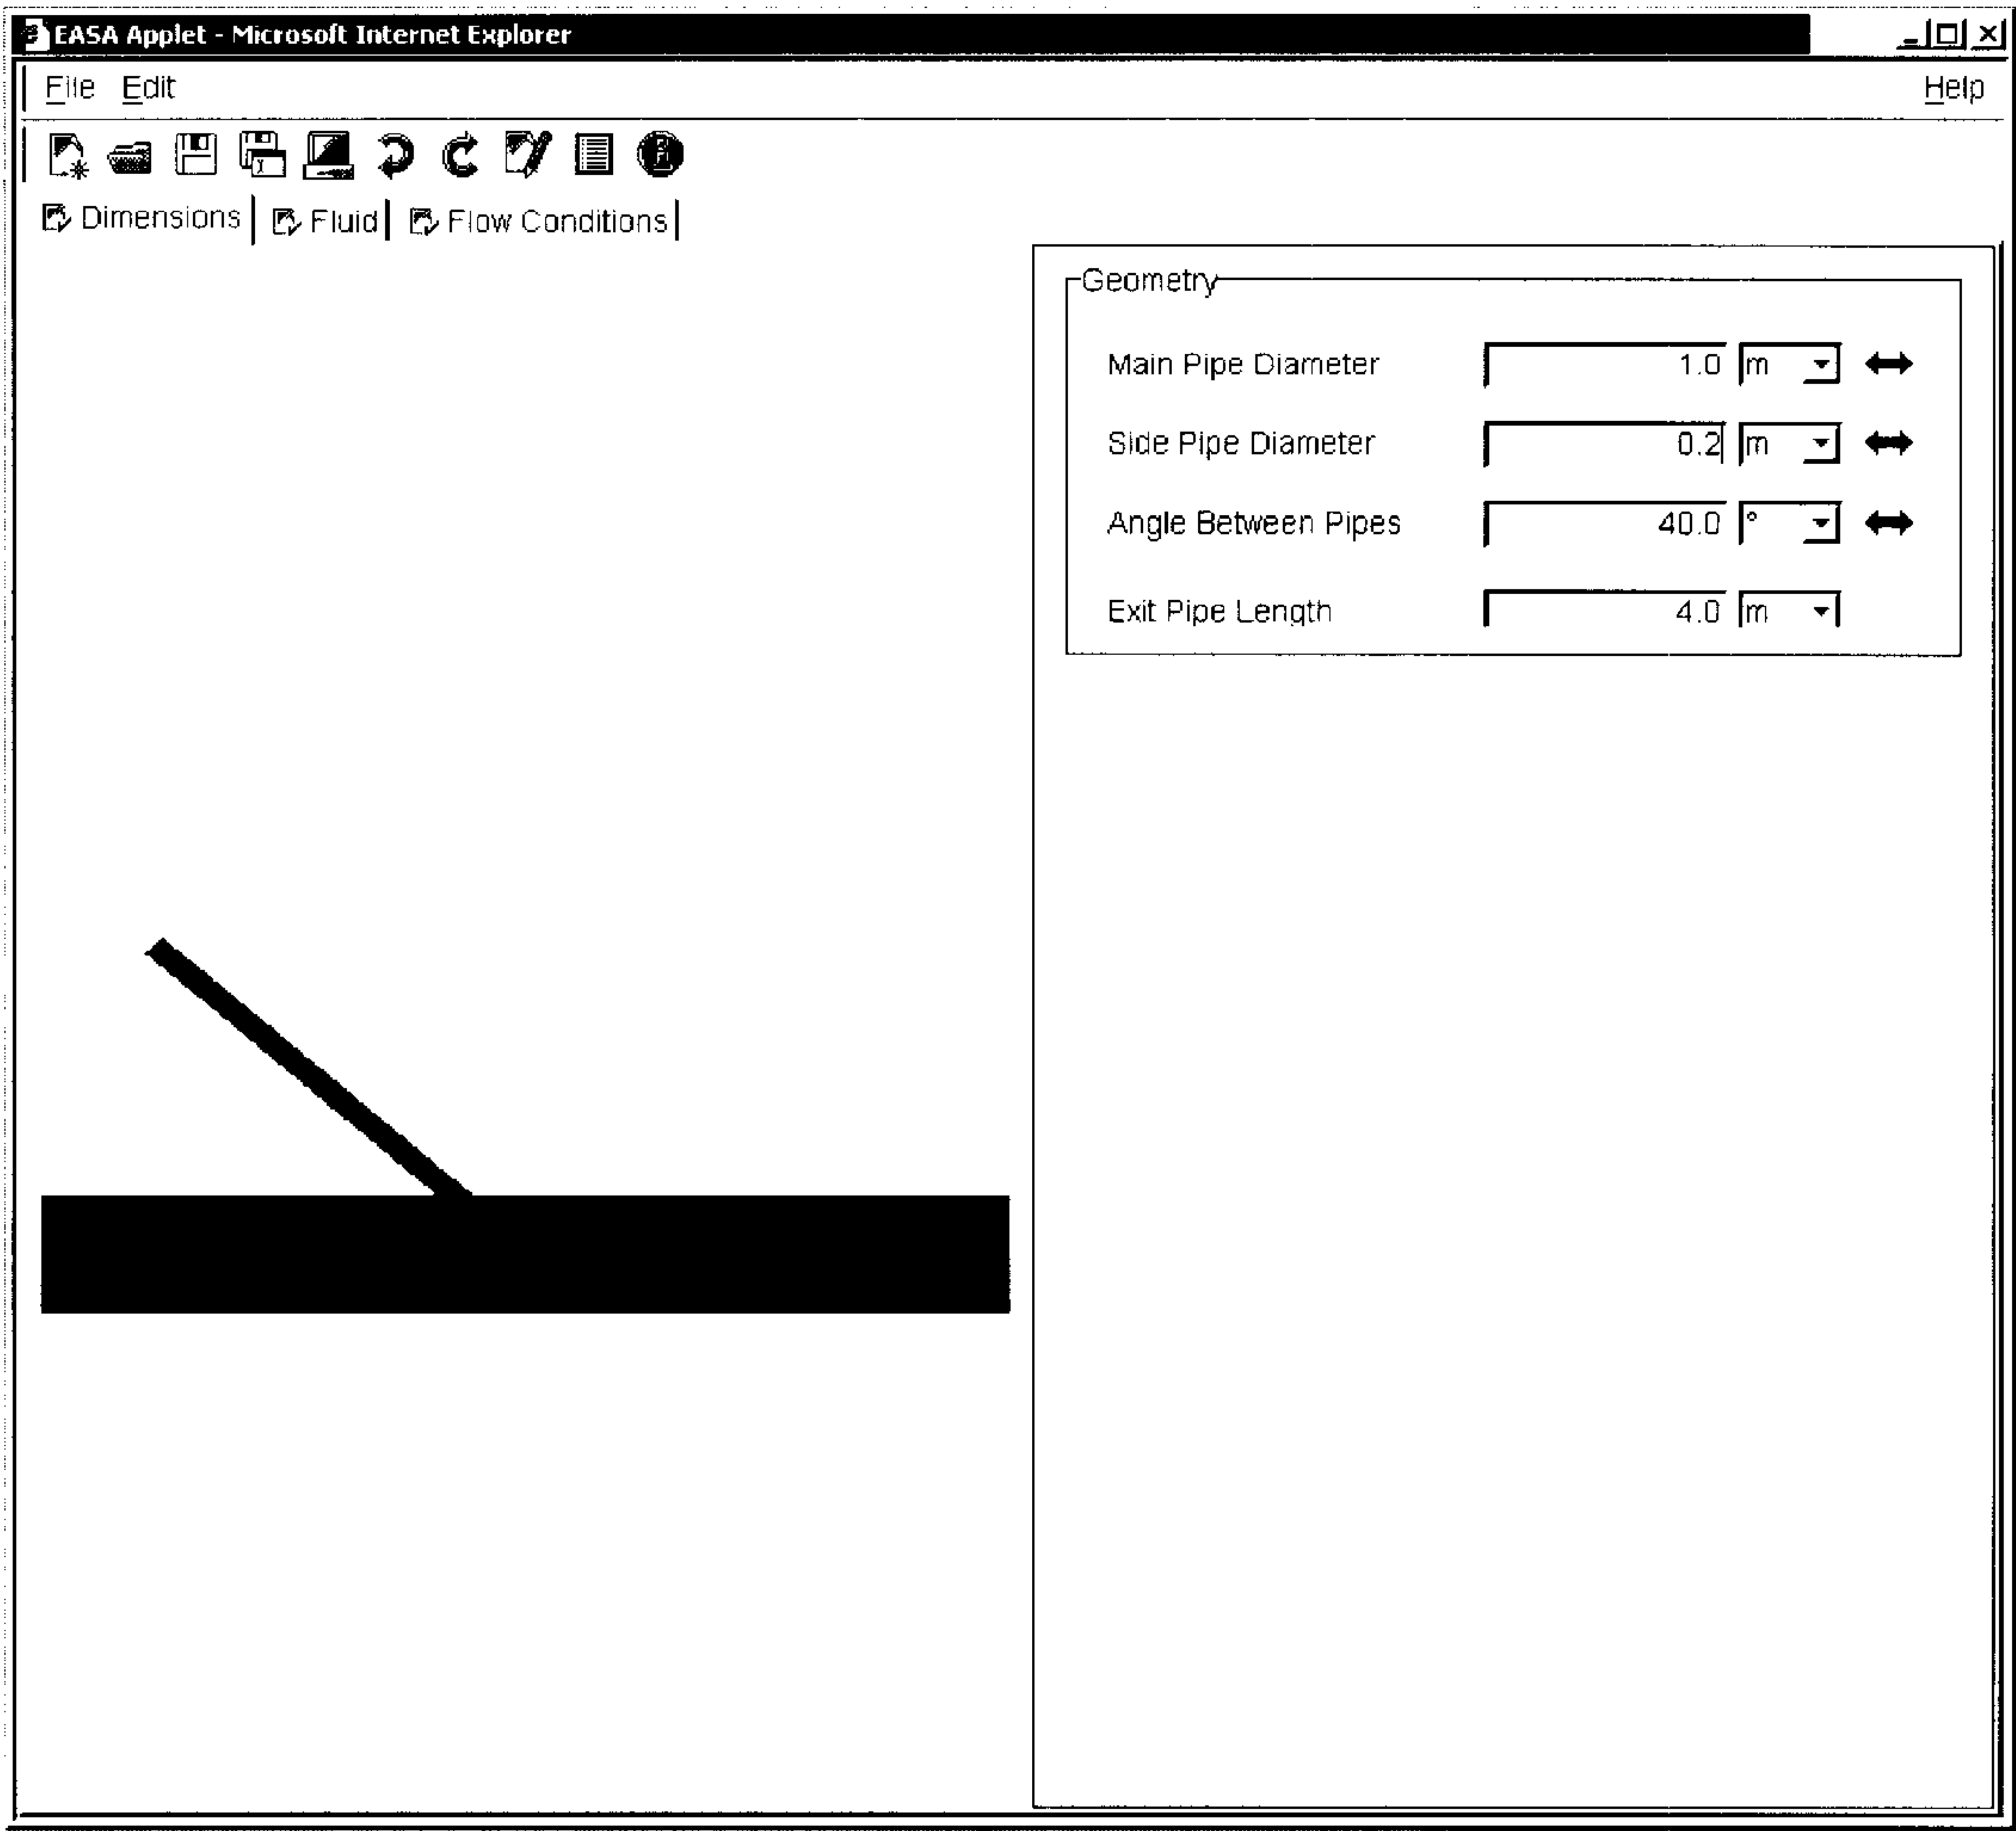 EASA Applet - Microsoft Internet Explorer
File Edit Help
Dimensions Fluid Flow Conditions
Geometry
Main Pipe Diameter 1.0 m
Side Pipe Diameter 0.2 m
Angle Between Pipes 40.0 °
Exit Pipe Length 4.0 m